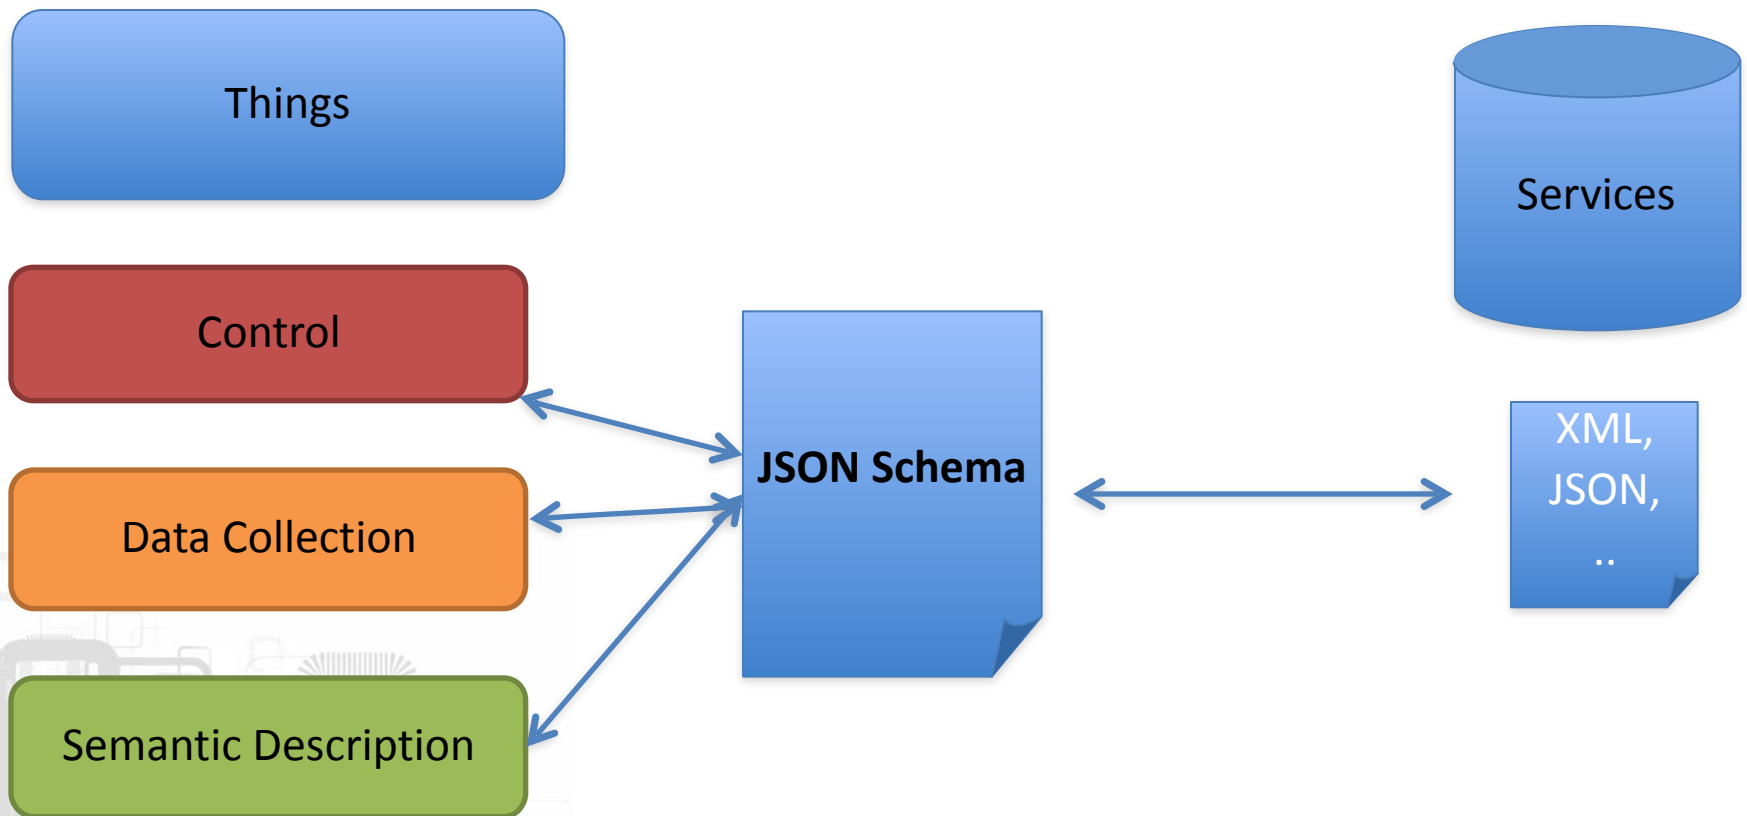 Things
Services
Control
JSON Schema
XML,
JSON,
..
Data Collection
Semantic Description